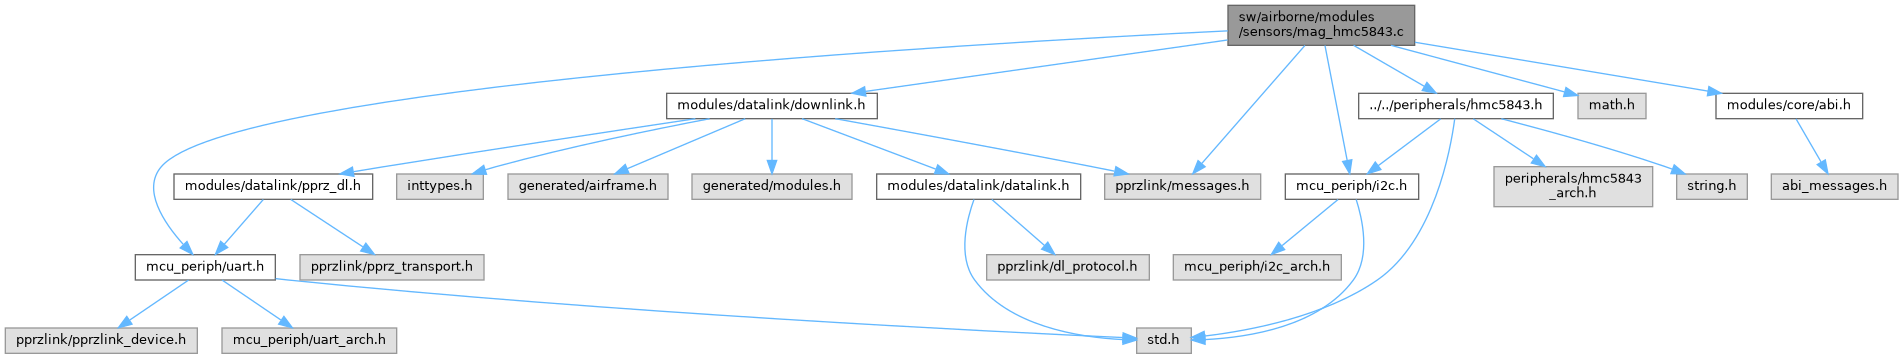 sw/airborne/modules
/sensors/mag_hmc5843.c
modules/datalink/downlink.h
../../peripherals/hmc5843.h
math.h
modules/core/abi.h
modules/datalink/pprz_dl.h
inttypes.h
generated/airframe.h
generated/modules.h
modules/datalink/datalink.h
pprzlink/messages.h
mcu_periph/i2c.h
peripherals/hmc5843
_arch.h
string.h
abi_messages.h
mcu_periph/uart.h
pprzlink/pprz_transport.h
pprzlink/dl_protocol.h
mcu_periph/i2c_arch.h
pprzlink/pprzlink_device.h
mcu_periph/uart_arch.h
std.h